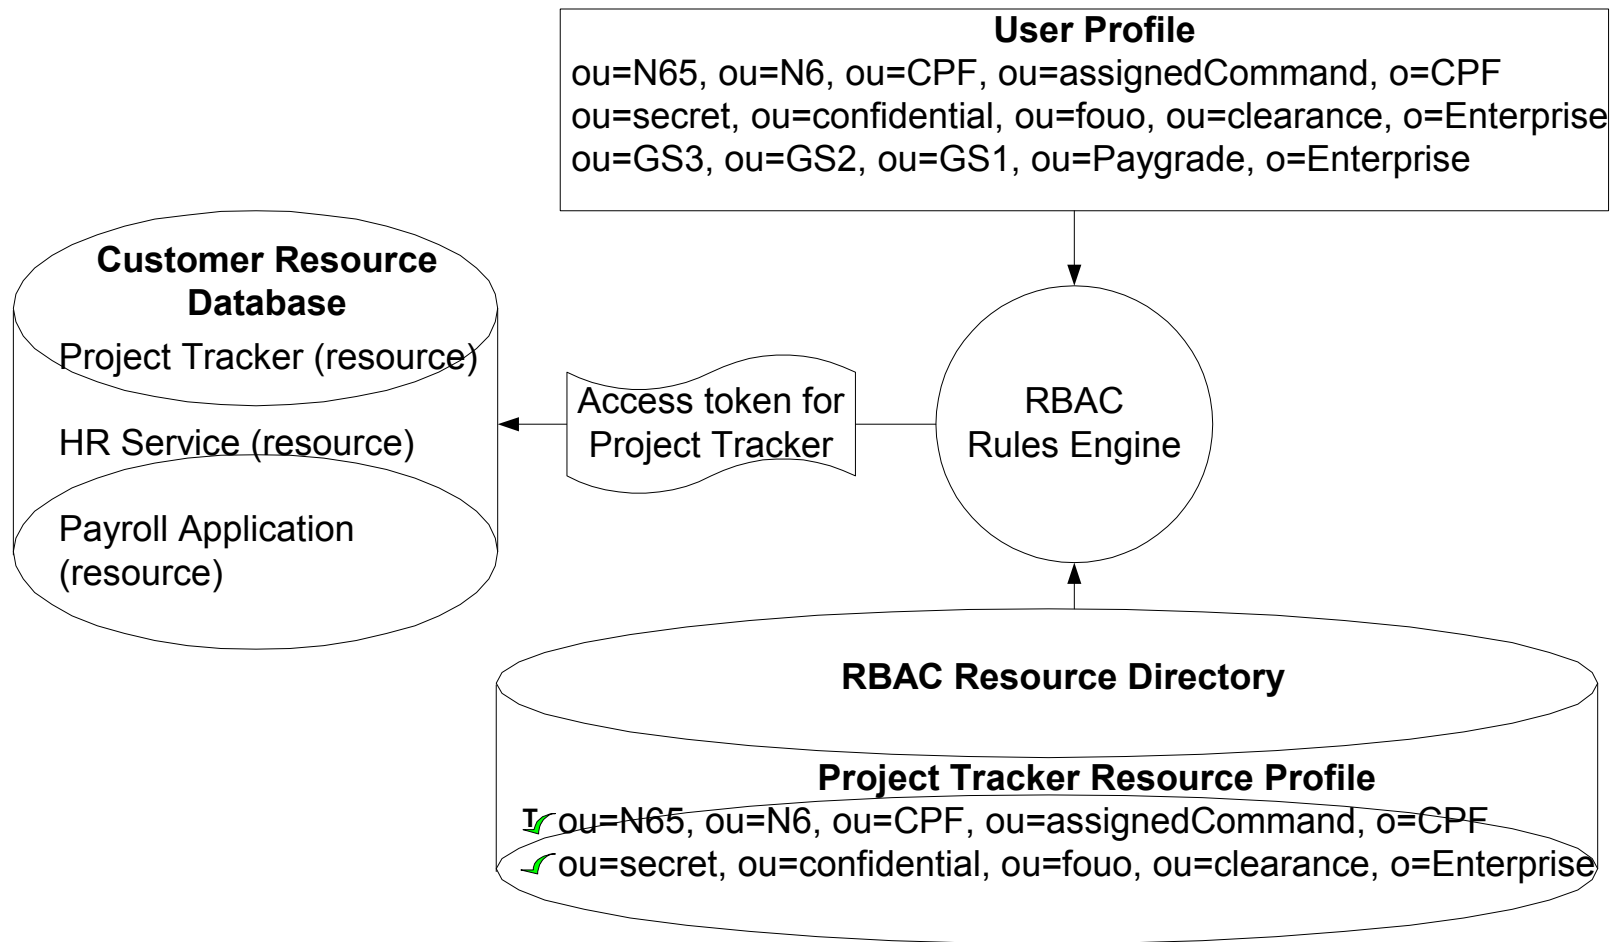 User Profile
ou=N65, ou=N6, ou=CPF, ou=assignedCommand, o=CPF
ou=secret, ou=confidential, ou=fouo, ou=clearance, o=Enterprise
ou=GS3, ou=GS2, ou=GS1, ou=Paygrade, o=Enterprise
Customer Resource
Database
Project Tracker (resource)
HR Service (resource)
Payroll Application
(resource)
Access token for
Project Tracker
RBAC
Rules Engine
RBAC Resource Directory
Project Tracker Resource Profile
T ou=N65, ou=N6, ou=CPF, ou=assignedCommand, o=CPF
ou=secret, ou=confidential, ou=fouo, ou=clearance, o=Enterprise